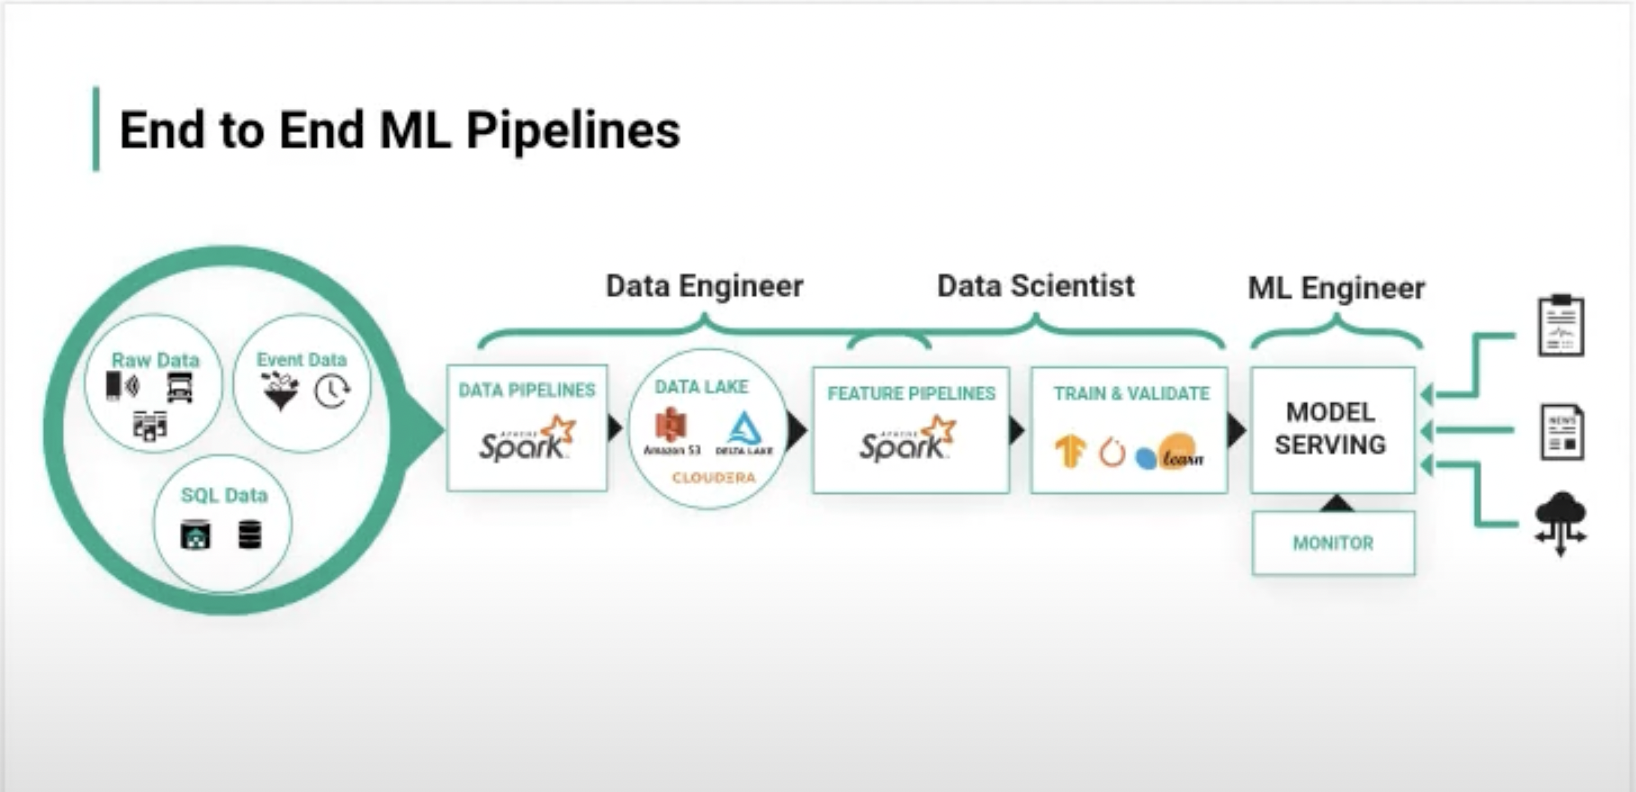 End to End ML Pipelines
Data Engineer
Data Scientist
ML Engineer
Raw Data
Event Data
SQL Data
DATA PIPELINES
APACHE
Spark
DATA LAKE
Amazon S3
DELTA LAKE
CLOUDERA
FEATURE PIPELINES
APACHE
Spark
TRAIN & VALIDATE
learn
MODEL
SERVING
MONITOR
NEWS